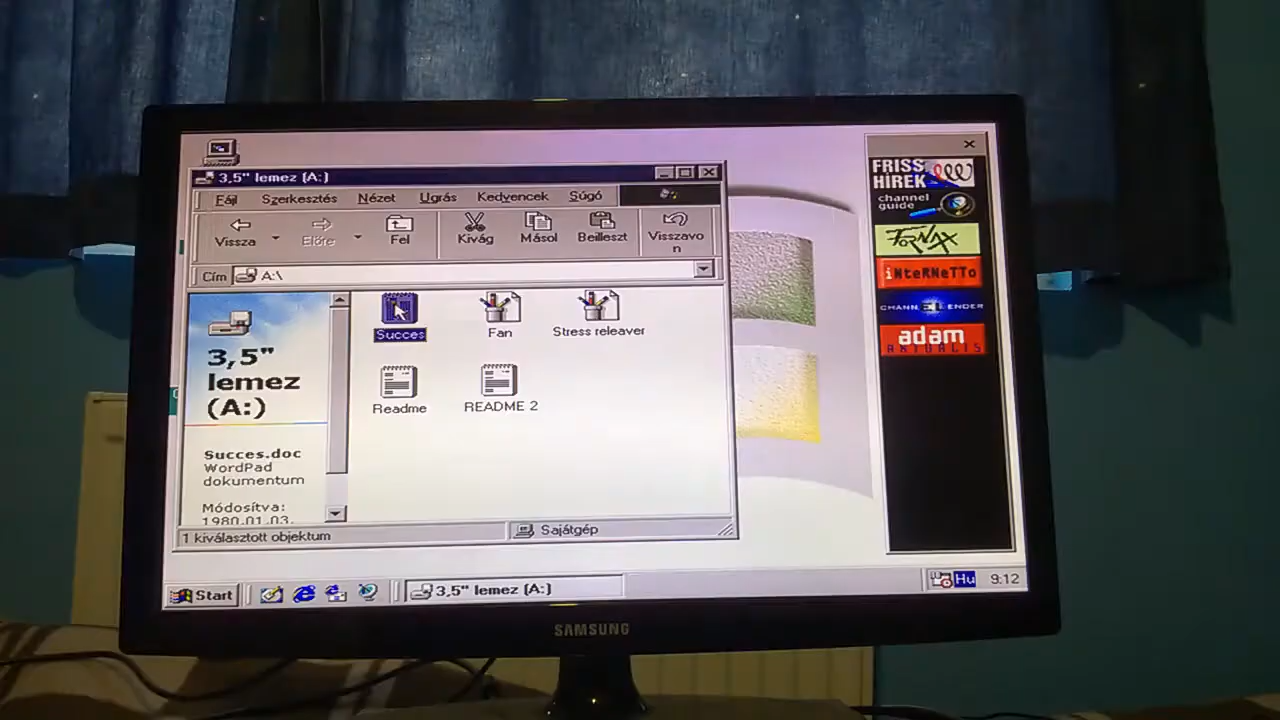 3,5" lemez (A:)
Fájl Szerkesztés Nézet Ugrás Kedvencek Súgó
Vissza Előre Fel Kivág Másol Beilleszt Visszavo
n
Cím A:\
3,5"
lemez
(A:)
Succes.doc
WordPad
dokumentum
Módosítva:
1980.01.03.
Succes Fan Stress releaver
Readme README 2
1 kiválasztott objektum Sajátgép
FRISS
HÍREK
channel
guide
FORNAX
iNteRNeTTo
adam
AKTUÁLIS
Start 3,5" lemez (A:) Hu 9:12
SAMSUNG